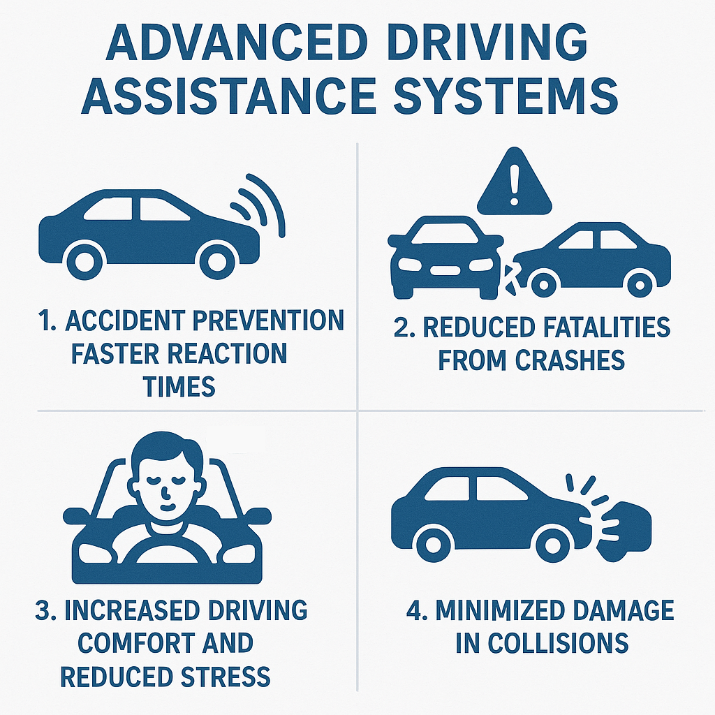 ADVANCED DRIVING
ASSISTANCE SYSTEMS
1. ACCIDENT PREVENTION
FASTER REACTION
TIMES
2. REDUCED FATALITIES
FROM CRASHES
3. INCREASED DRIVING
COMFORT AND
REDUCED STRESS
4. MINIMIZED DAMAGE
IN COLLISIONS